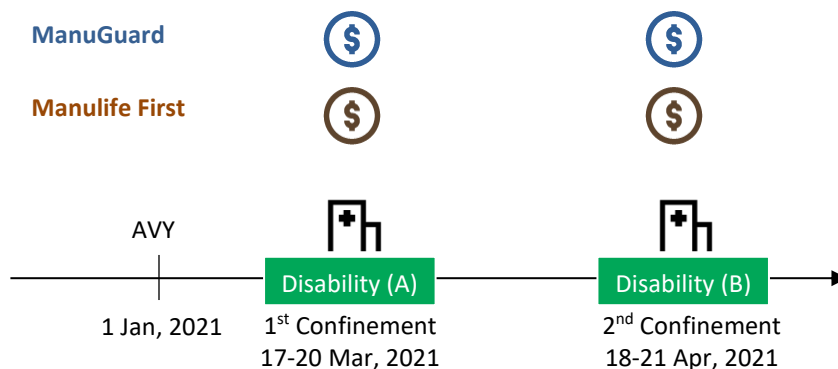 ManuGuard
$ $
Manulife First
$ $
AVY
Disability (A) Disability (B)
1 Jan, 2021 1st Confinement 2nd Confinement
17-20 Mar, 2021 18-21 Apr, 2021